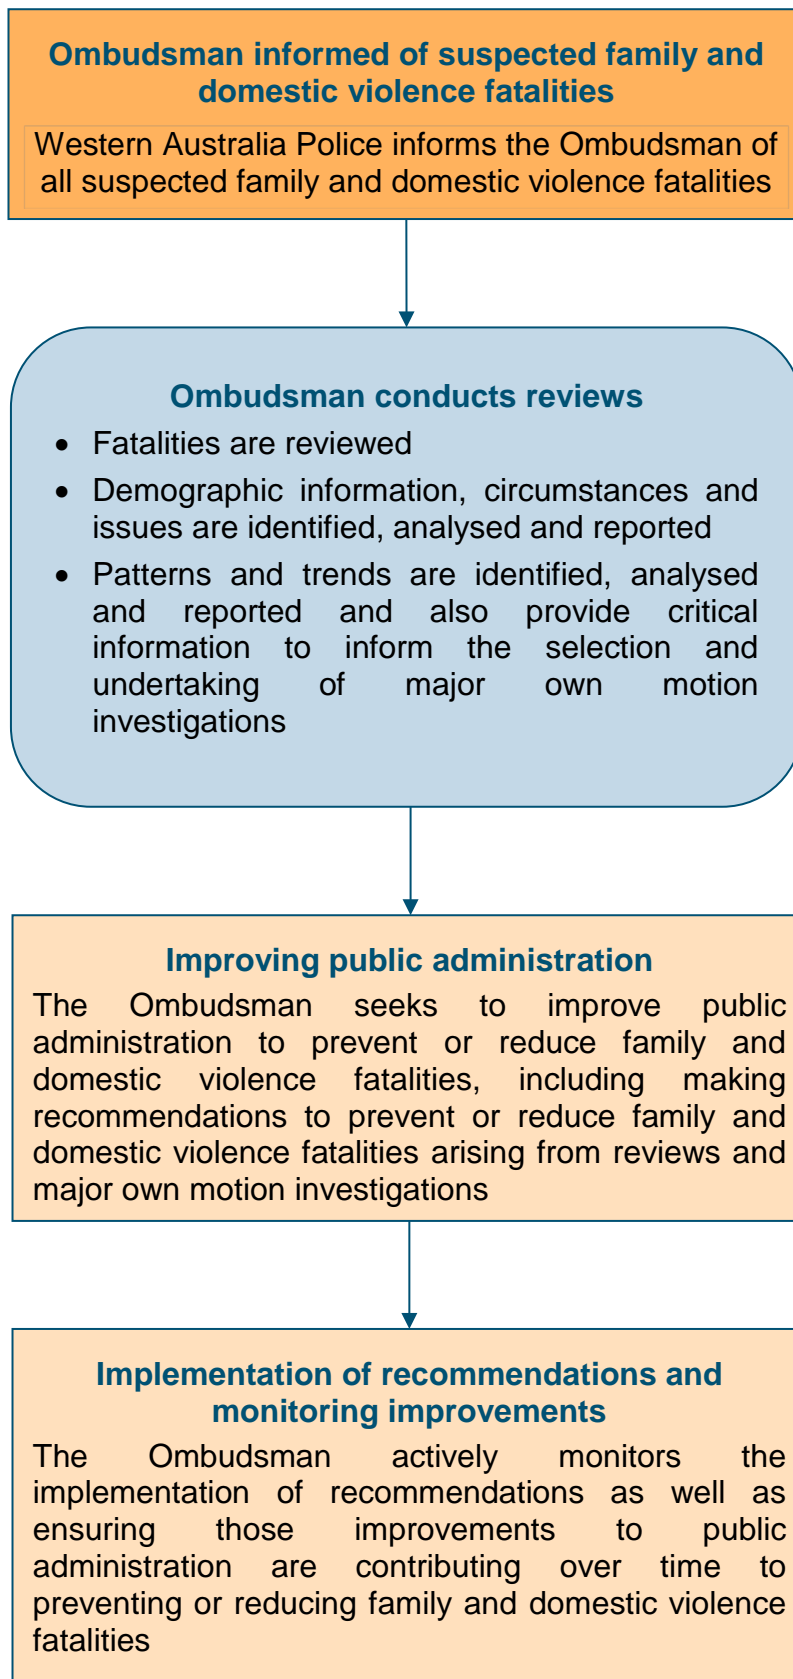 Ombudsman informed of suspected family and
domestic violence fatalities
Western Australia Police informs the Ombudsman of
all suspected family and domestic violence fatalities
Ombudsman conducts reviews
• Fatalities are reviewed
• Demographic information, circumstances and
issues are identified, analysed and reported
• Patterns and trends are identified, analysed
and reported and also provide critical
information to inform the selection and
undertaking of major own motion
investigations
Improving public administration
The Ombudsman seeks to improve public
administration to prevent or reduce family and
domestic violence fatalities, including making
recommendations to prevent or reduce family and
domestic violence fatalities arising from reviews and
major own motion investigations
Implementation of recommendations and
monitoring improvements
The Ombudsman actively monitors the
implementation of recommendations as well as
ensuring those improvements to public
administration are contributing over time to
preventing or reducing family and domestic violence
fatalities